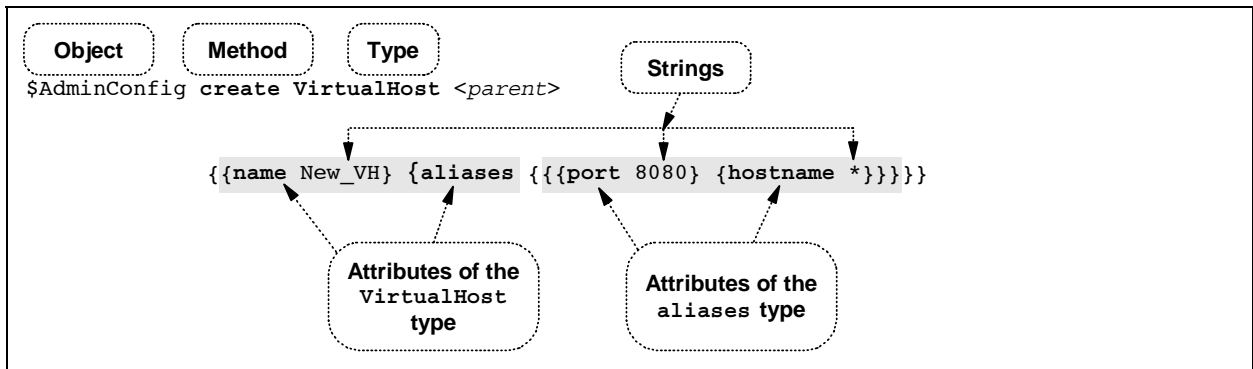 Object Method Type
Strings
$AdminConfig create VirtualHost <parent>
{{name New_VH} {aliases {{{port 8080} {hostname *}}}}}
Attributes of the
VirtualHost
type
Attributes of the
aliases type